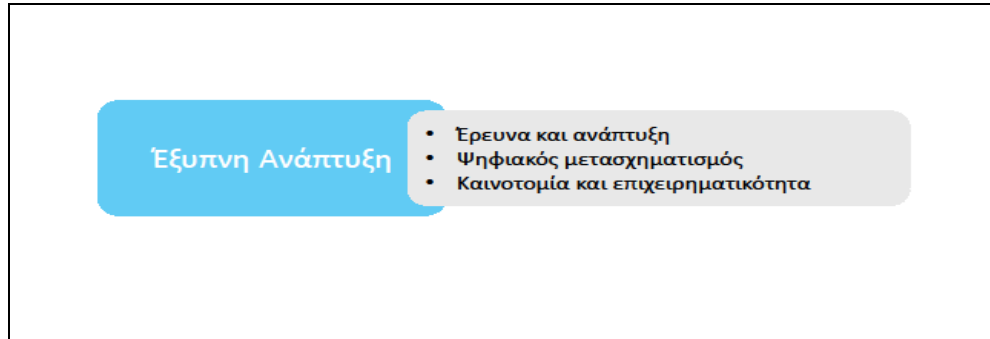 Έξυπνη Ανάπτυξη
• Έρευνα και ανάπτυξη
• Ψηφιακός μετασχηματισμός
• Καινοτομία και επιχειρηματικότητα